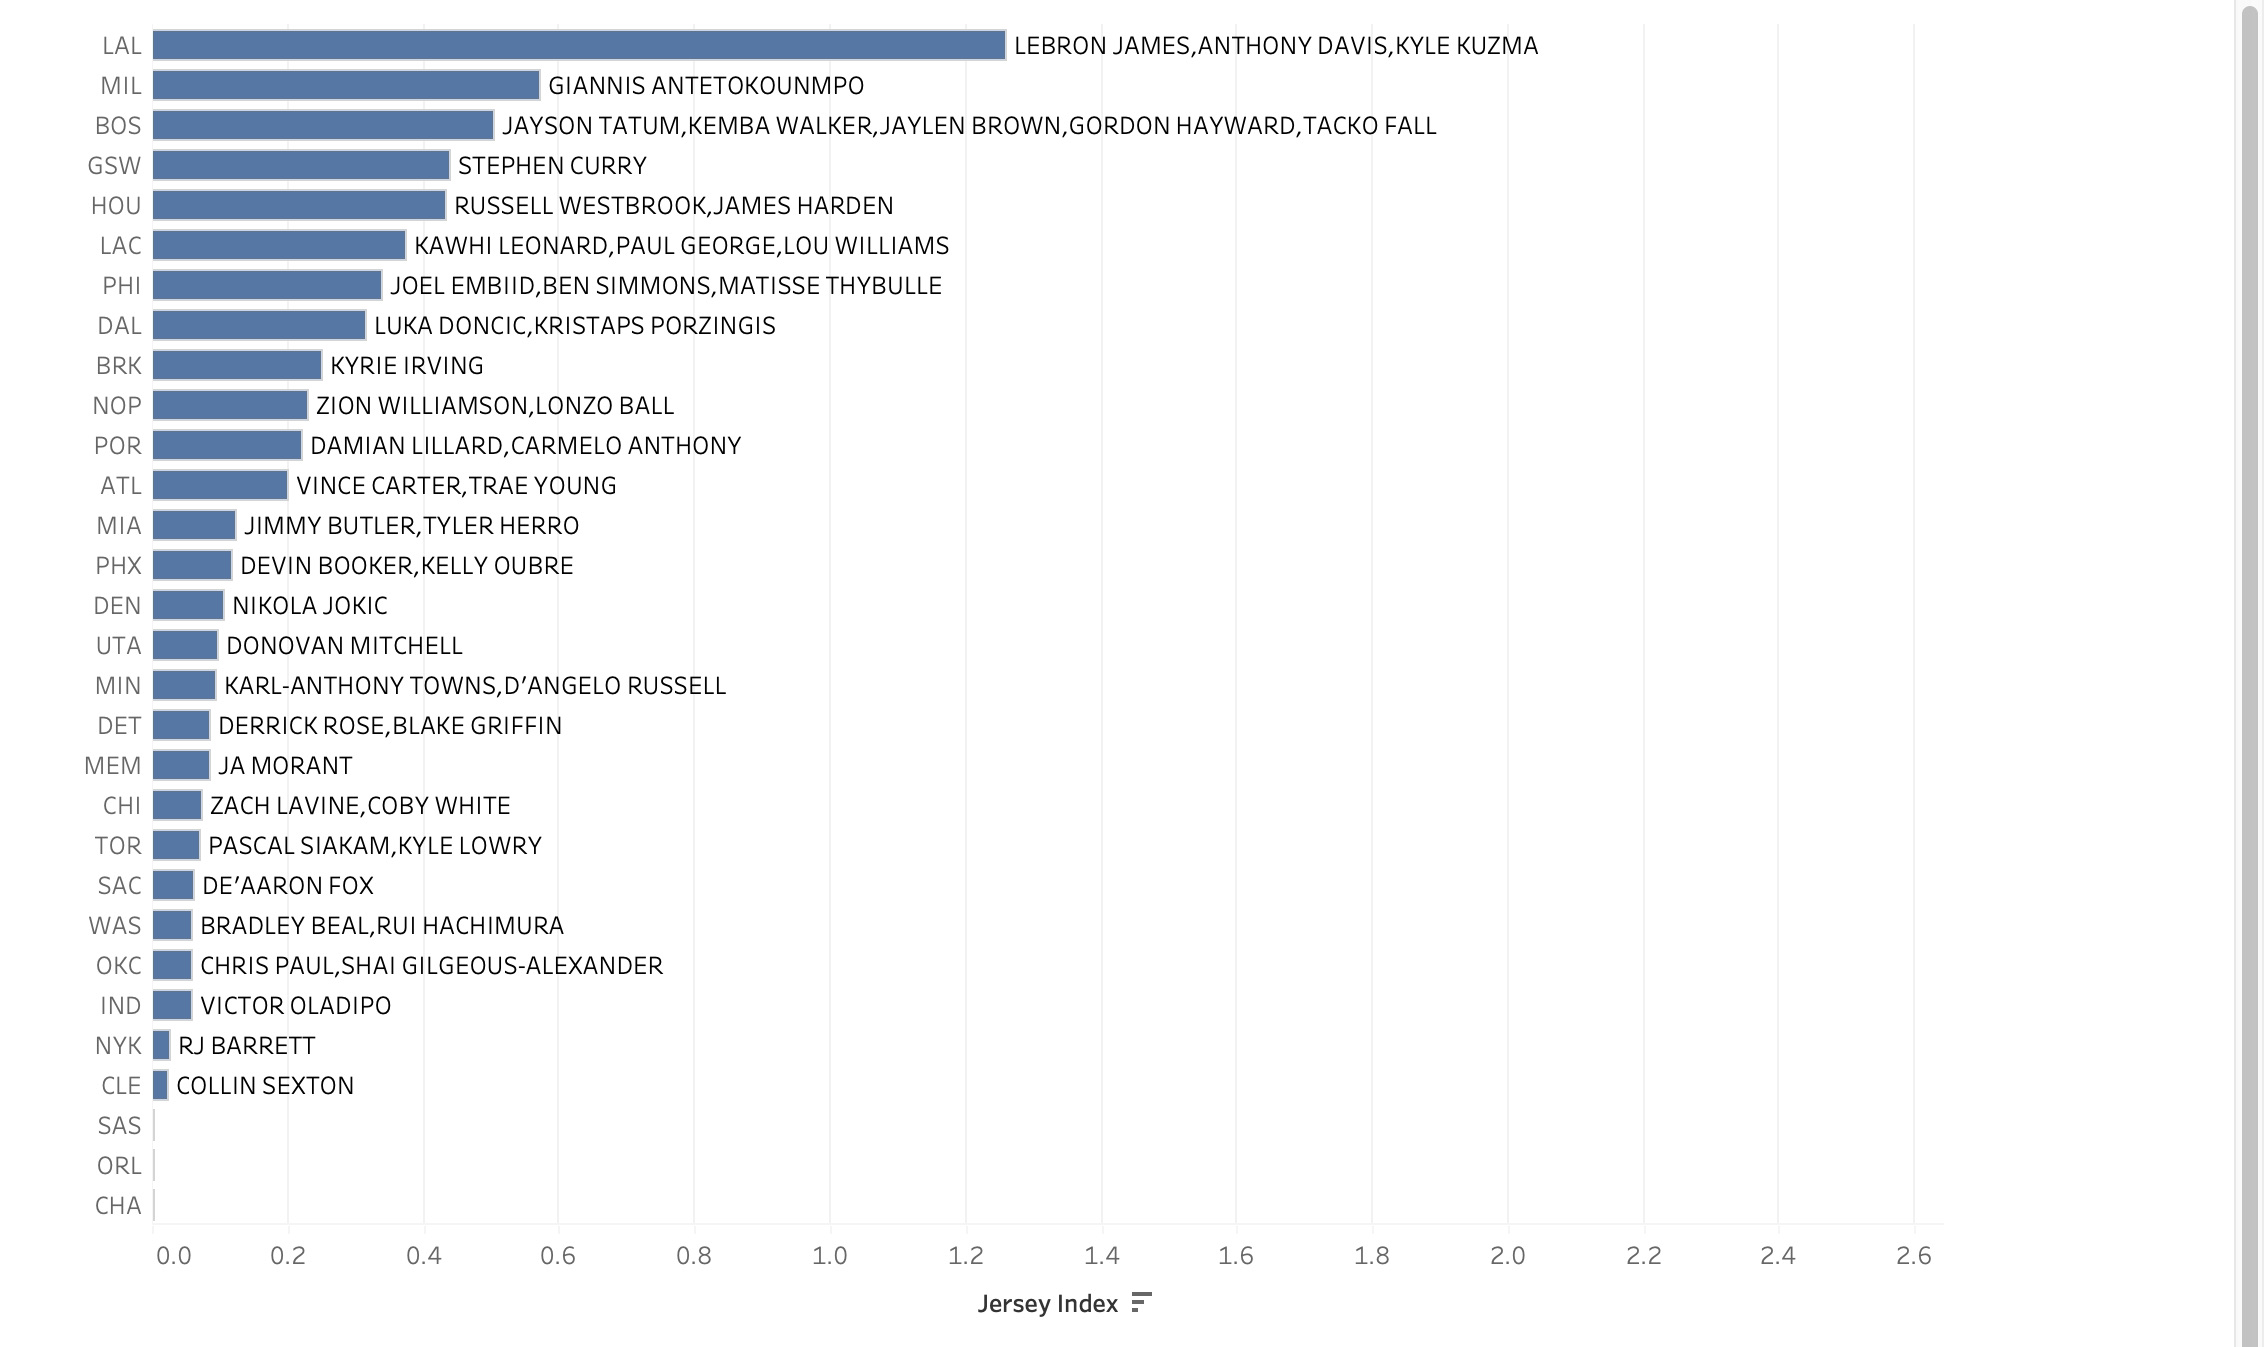 LAL LEBRON JAMES,ANTHONY DAVIS,KYLE KUZMA
MIL GIANNIS ANTETOKOUNMPO
BOS JAYSON TATUM,KEMBA WALKER,JAYLEN BROWN,GORDON HAYWARD,TACKO FALL
GSW STEPHEN CURRY
HOU RUSSELL WESTBROOK,JAMES HARDEN
LAC KAWHI LEONARD,PAUL GEORGE,LOU WILLIAMS
PHI JOEL EMBIID,BEN SIMMONS,MATISSE THYBULLE
DAL LUKA DONCIC,KRISTAPS PORZINGIS
BRK KYRIE IRVING
NOP ZION WILLIAMSON,LONZO BALL
POR DAMIAN LILLARD,CARMELO ANTHONY
ATL VINCE CARTER,TRAE YOUNG
MIA JIMMY BUTLER,TYLER HERRO
PHX DEVIN BOOKER,KELLY OUBRE
DEN NIKOLA JOKIC
UTA DONOVAN MITCHELL
MIN KARL-ANTHONY TOWNS,D’ANGELO RUSSELL
DET DERRICK ROSE,BLAKE GRIFFIN
MEM JA MORANT
CHI ZACH LAVINE,COBY WHITE
TOR PASCAL SIAKAM,KYLE LOWRY
SAC DE’AARON FOX
WAS BRADLEY BEAL,RUI HACHIMURA
OKC CHRIS PAUL,SHAI GILGEOUS-ALEXANDER
IND VICTOR OLADIPO
NYK RJ BARRETT
CLE COLLIN SEXTON
SAS
ORL
CHA
0.0 0.2 0.4 0.6 0.8 1.0 1.2 1.4 1.6 1.8 2.0 2.2 2.4 2.6
Jersey Index